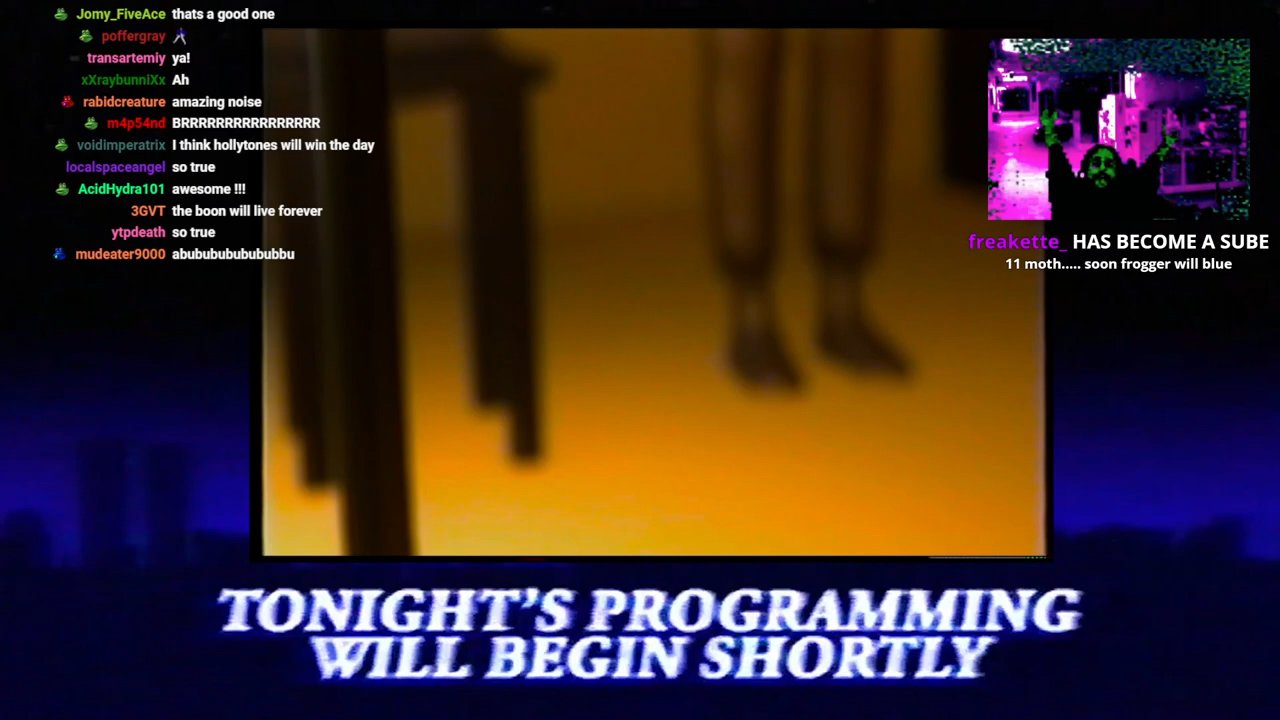 Jomy_FiveAce thats a good one
poffergray
transartemiy ya!
xXraybunniXx Ah
rabidcreature amazing noise
m4p54nd BRRRRRRRRRRRRRRRRR
voidimperatrix I think hollytones will win the day
localspaceangel so true
AcidHydra101 awesome !!!
3GVT the boon will live forever
ytpdeath so true
mudeater9000 abubububububububbu
freakette_ HAS BECOME A SUBE
11 moth..... soon frogger will blue
TONIGHT'S PROGRAMMING
WILL BEGIN SHORTLY